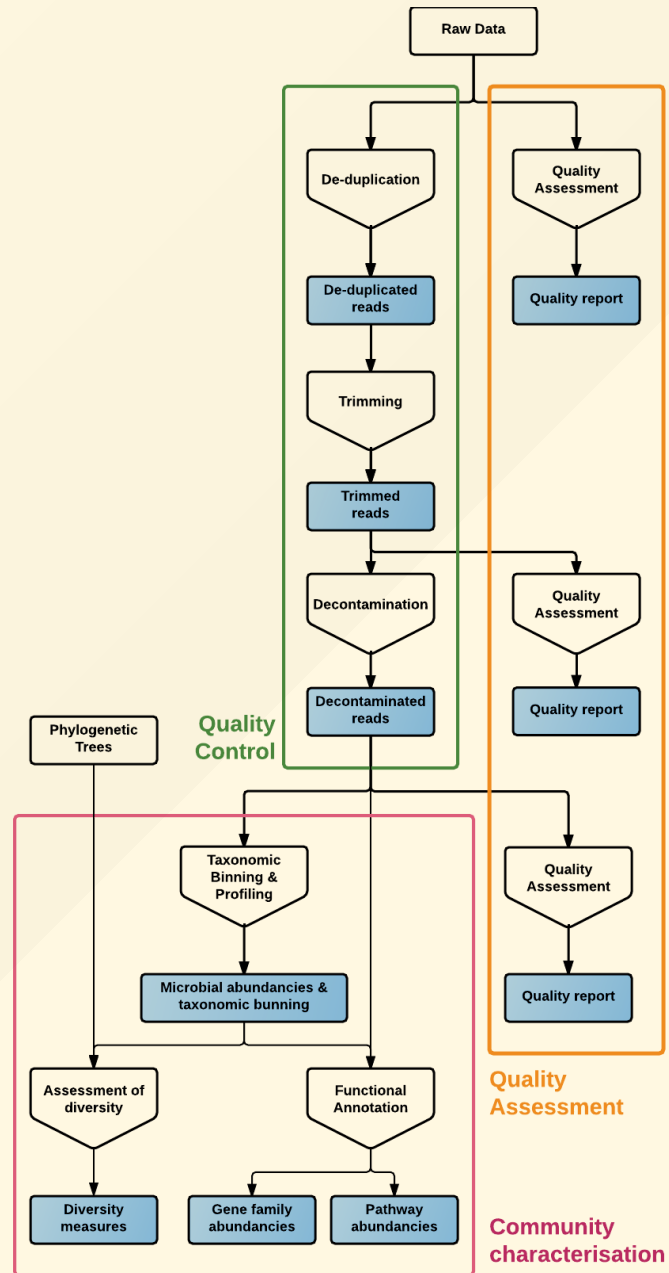 Raw Data
De-duplication
Quality
Assessment
De-duplicated
reads
Quality report
Trimming
Trimmed
reads
Decontamination
Quality
Assessment
Decontaminated
reads
Quality report
Quality
Control
Phylogenetic
Trees
Taxonomic
Binning &
Profiling
Quality
Assessment
Microbial abundancies &
taxonomic bunning
Quality report
Assessment of
diversity
Functional
Annotation
Quality
Assessment
Diversity
measures
Gene family
abundancies
Pathway
abundancies
Community
characterisation